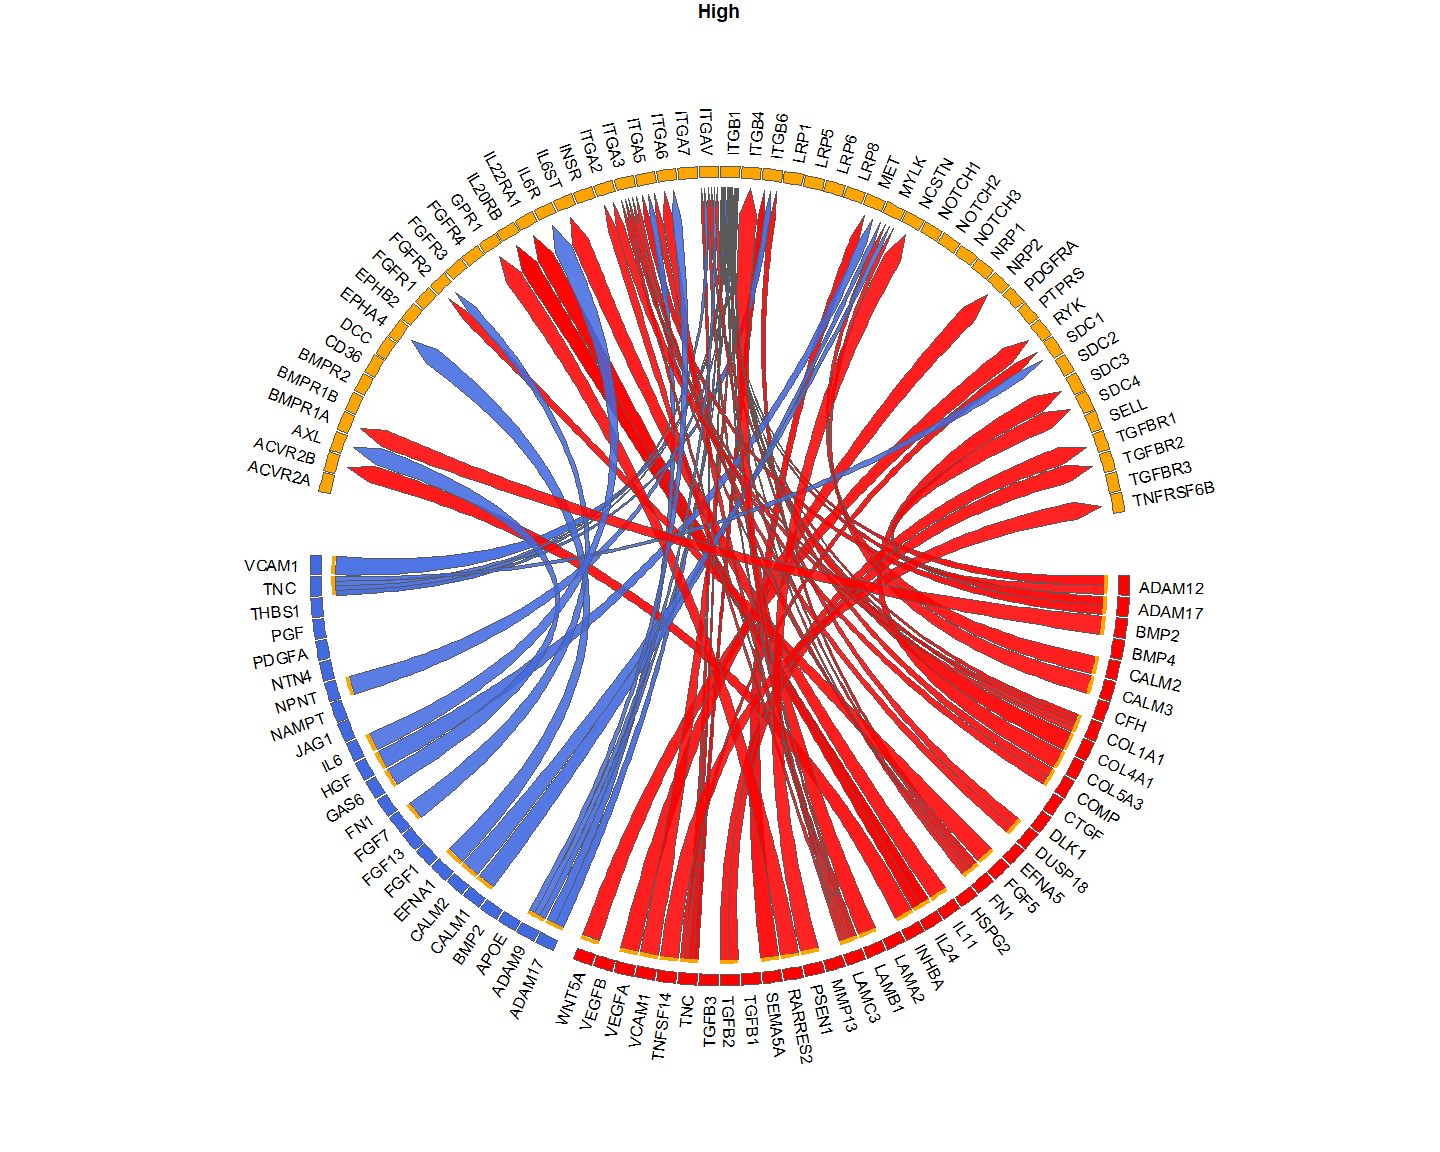 High
ACVR2A
ACVR2B
AXL
BMPR1A
BMPR1B
BMPR2
CD36
DCC
EPHA4
EPHB2
FGFR1
FGFR2
FGFR3
FGFR4
GPR1
IL20RB
IL22RA1
IL6R
IL6ST
INSR
ITGA2
ITGA3
ITGA5
ITGA6
ITGA7
ITGAV
ITGB1
ITGB4
ITGB6
LRP1
LRP5
LRP6
LRP8
MET
MYLK
NCSTN
NOTCH1
NOTCH2
NOTCH3
NRP1
NRP2
PDGFRA
PTPRS
RYK
SDC1
SDC2
SDC3
SDC4
SELL
TGFBR1
TGFBR2
TGFBR3
TNFRSF6B
ADAM12
ADAM17
BMP2
BMP4
CALM2
CALM3
CFH
COL1A1
COL4A1
COL5A3
COMP
CTGF
DLK1
DUSP18
EFNA5
FGF5
FN1
HSPG2
IL11
IL24
INHBA
LAMA2
LAMB1
LAMC3
MMP13
PSEN1
RARRES2
SEMA5A
TGFB1
TGFB2
TGFB3
TNC
TNFSF14
VCAM1
VEGFA
VEGFB
WNT5A
ADAM17
ADAM9
APOE
BMP2
CALM1
CALM2
EFNA1
FGF1
FGF13
FGF7
FN1
GAS6
HGF
IL6
JAG1
NAMPT
NPNT
NTN4
PDGFA
PGF
THBS1
TNC
VCAM1